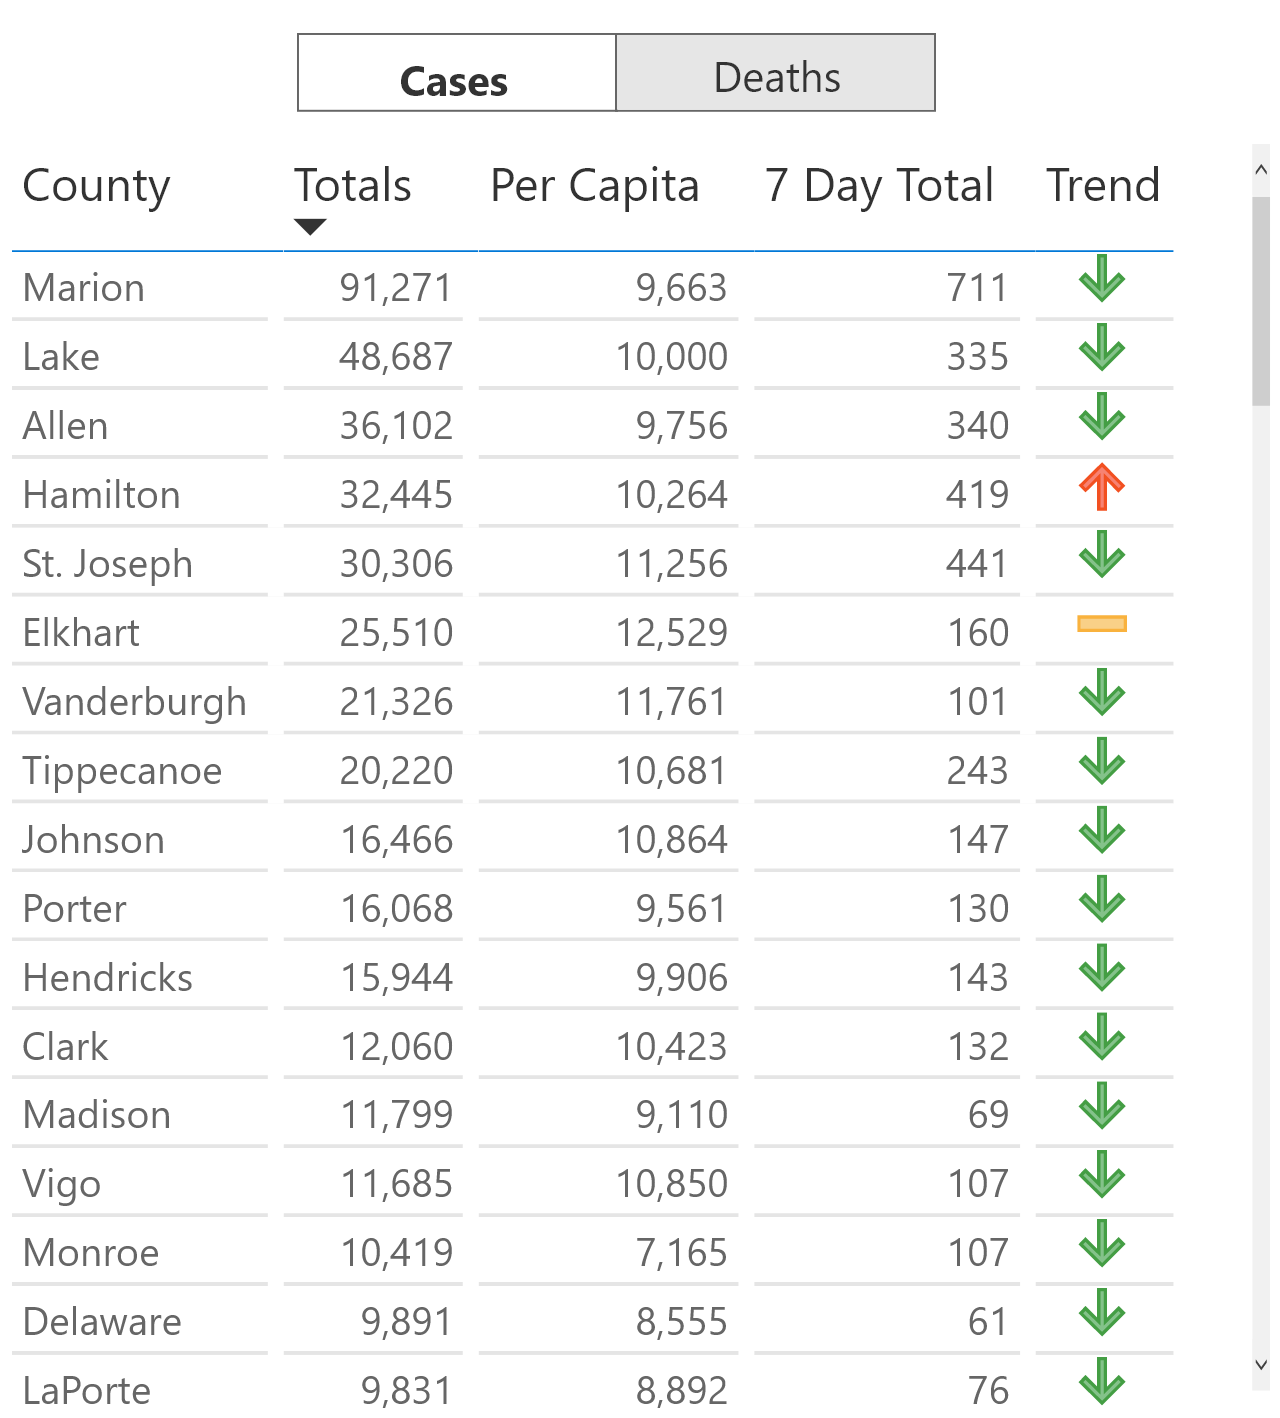 Cases Deaths
County Totals Per Capita 7 Day Total Trend
Marion 91,271 9,663 711
Lake 48,687 10,000 335
Allen 36,102 9,756 340
Hamilton 32,445 10,264 419
St. Joseph 30,306 11,256 441
Elkhart 25,510 12,529 160
Vanderburgh 21,326 11,761 101
Tippecanoe 20,220 10,681 243
Johnson 16,466 10,864 147
Porter 16,068 9,561 130
Hendricks 15,944 9,906 143
Clark 12,060 10,423 132
Madison 11,799 9,110 69
Vigo 11,685 10,850 107
Monroe 10,419 7,165 107
Delaware 9,891 8,555 61
LaPorte 9,831 8,892 76